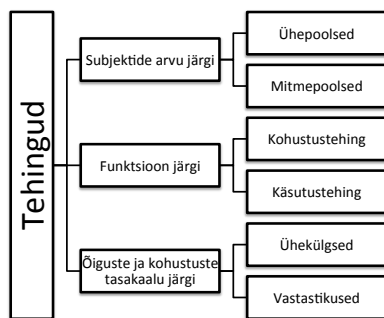 Tehingud
Subjektide arvu järgi
Ühepoolsed
Mitmepoolsed
Funktsioon järgi
Kohustustehing
Käsutustehing
Õiguste ja kohustuste
tasakaalu järgi
Ühekülgsed
Vastastikused